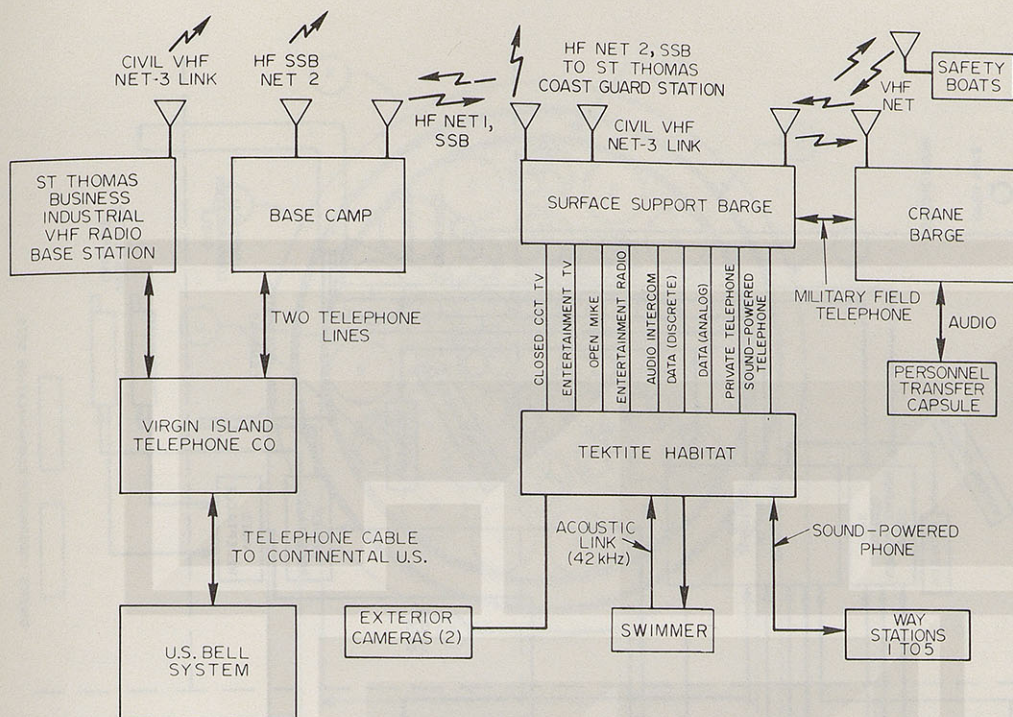 CIVIL VHF
NET-3 LINK
HF SSB
NET 2
HF NET 1,
SSB
HF NET 2, SSB
TO ST THOMAS
COAST GUARD STATION
CIVIL VHF
NET-3 LINK
VHF
NET
SAFETY
BOATS
ST THOMAS
BUSINESS
INDUSTRIAL
VHF RADIO
BASE STATION
BASE CAMP
SURFACE SUPPORT BARGE
CRANE
BARGE
TWO TELEPHONE
LINES
CLOSED CCT TV
ENTERTAINMENT TV
OPEN MIKE
ENTERTAINMENT RADIO
AUDIO INTERCOM
DATA (DISCRETE)
DATA (ANALOG)
PRIVATE TELEPHONE
SOUND-POWERED
TELEPHONE
MILITARY FIELD
TELEPHONE
AUDIO
PERSONNEL
TRANSFER
CAPSULE
VIRGIN ISLAND
TELEPHONE CO
TEKTITE HABITAT
TELEPHONE CABLE
TO CONTINENTAL U.S.
ACOUSTIC
LINK
(42 kHz)
SOUND-POWERED
PHONE
EXTERIOR
CAMERAS (2)
SWIMMER
WAY
STATIONS
1 TO 5
U.S. BELL
SYSTEM